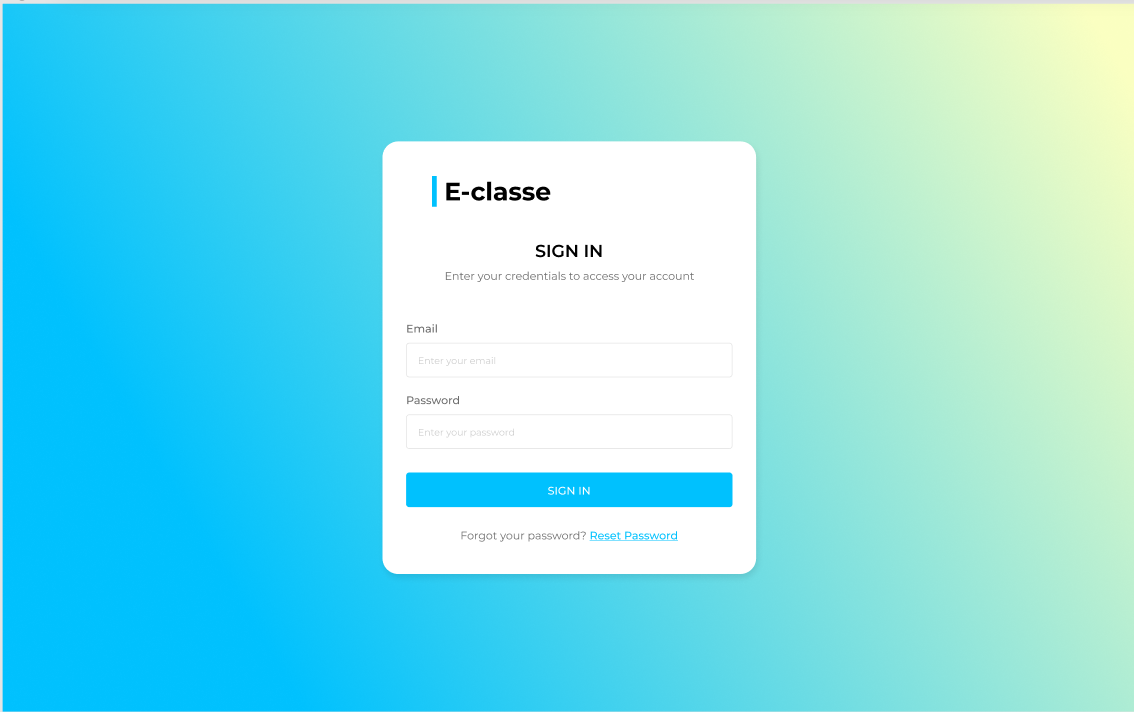 E-classe
SIGN IN
Enter your credentials to access your account
Email
Enter your email
Password
Enter your password
SIGN IN
Forgot your password? Reset Password